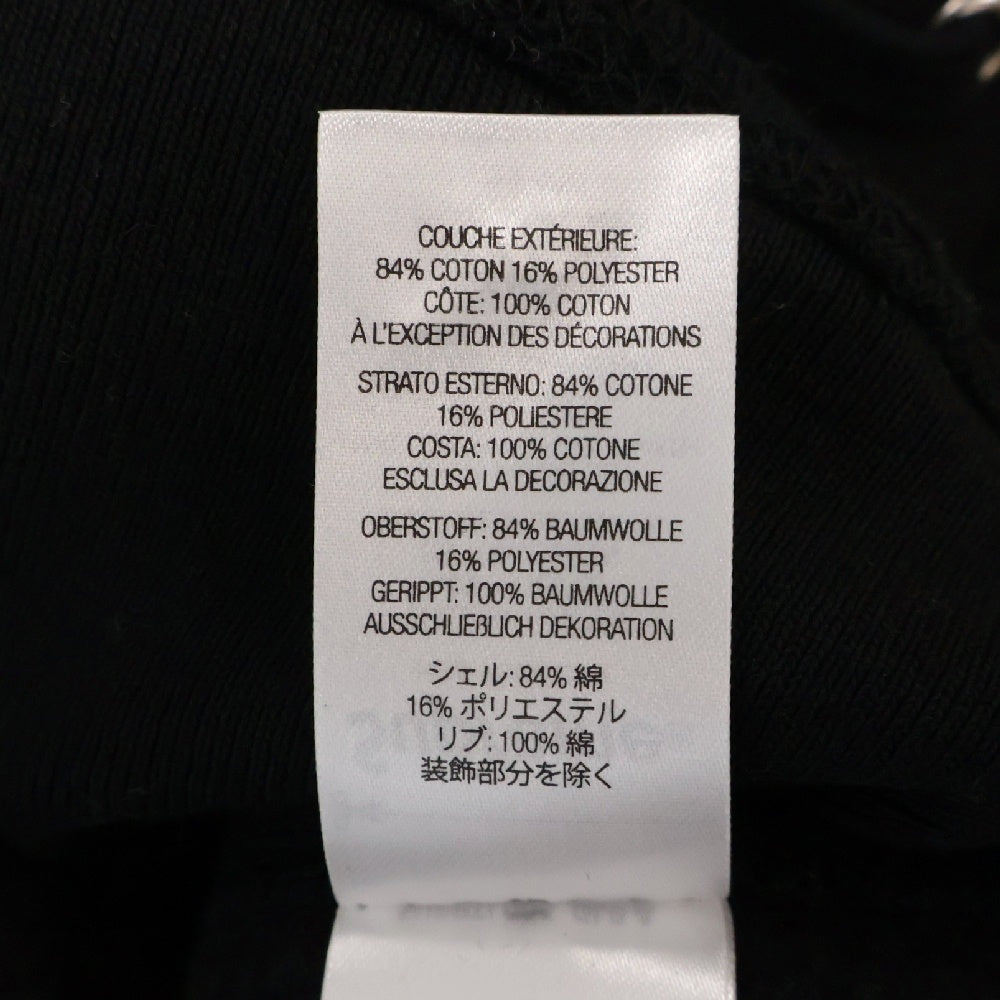 COUCHE EXTÉRIEURE:
84% COTON 16% POLYESTER
CÔTE: 100% COTON
À L'EXCEPTION DES DÉCORATIONS
STRATO ESTERNO: 84% COTONE
16% POLIESTERE
COSTA: 100% COTONE
ESCLUSA LA DECORAZIONE
OBERSTOFF: 84% BAUMWOLLE
16% POLYESTER
GERIPPT: 100% BAUMWOLLE
AUSSCHLIEßLICH DEKORATION
シェル: 84% 綿
16% ポリエステル
リブ: 100% 綿
装飾部分を除く